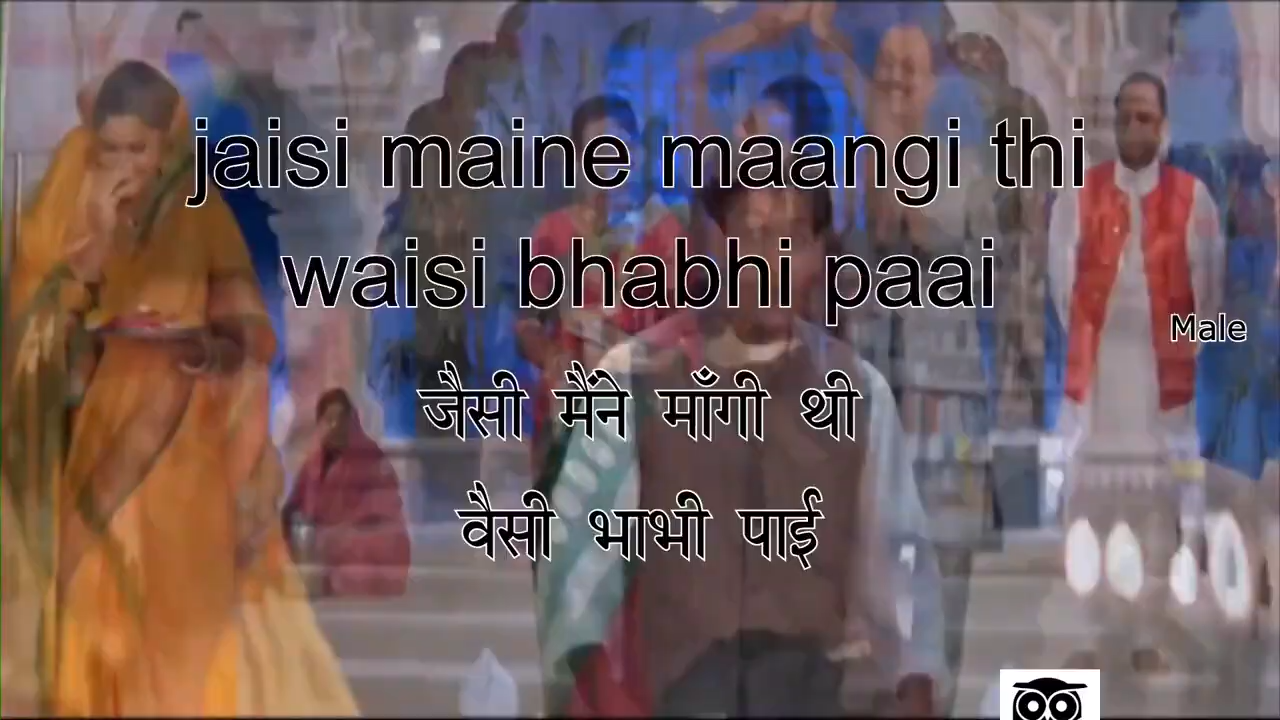 jaisi maine maangi thi
waisi bhabhi paai
Male
जैसी मैंने माँगी थी
वैसी भाभी पाई